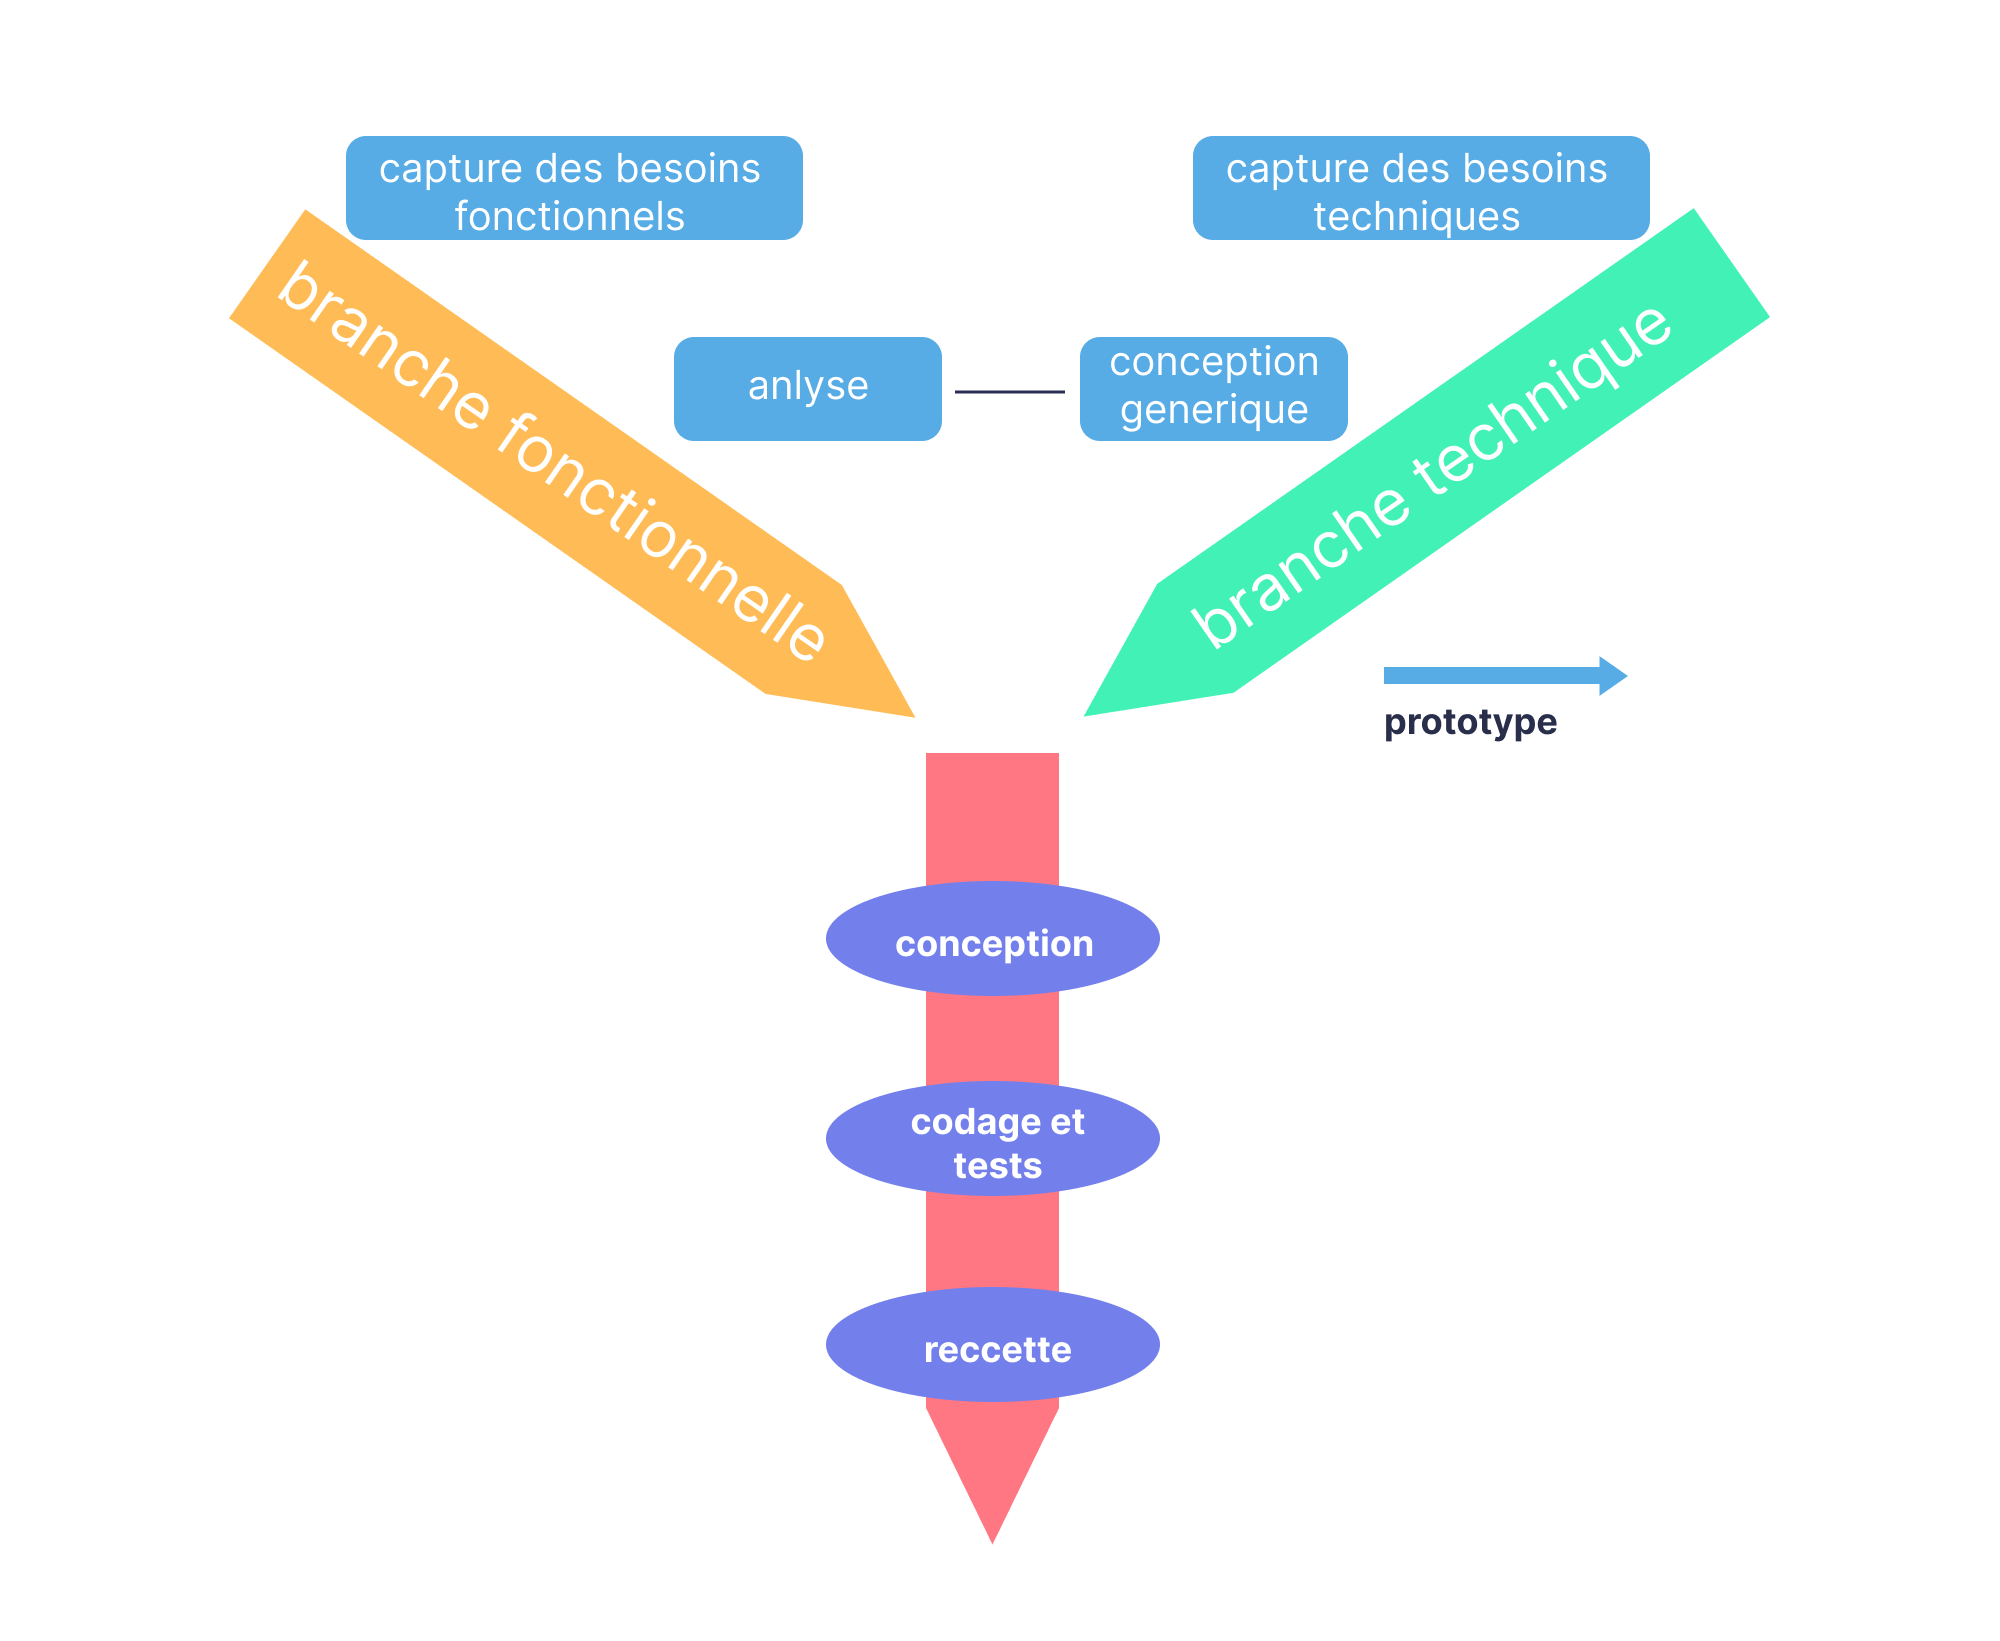 capture des besoins
fonctionnels
capture des besoins
techniques
branche fonctionnelle
anlyse
conception
generique
branche technique
prototype
conception
codage et
tests
reccette